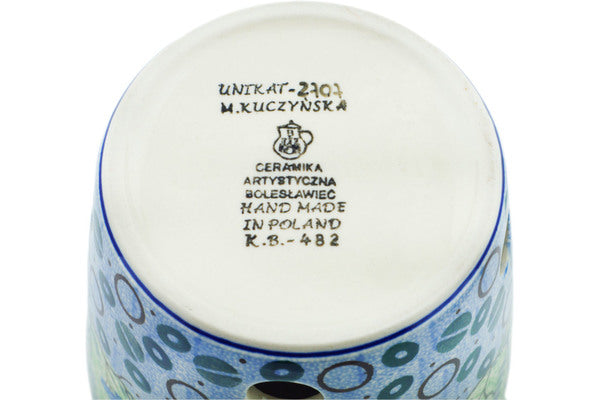 UNIKAT-2707
M.KUCZYŃSKA
CERAMIKA
ARTYSTYCZNA
BOLESŁAWIEC
HAND MADE
IN POLAND
K.B.-482